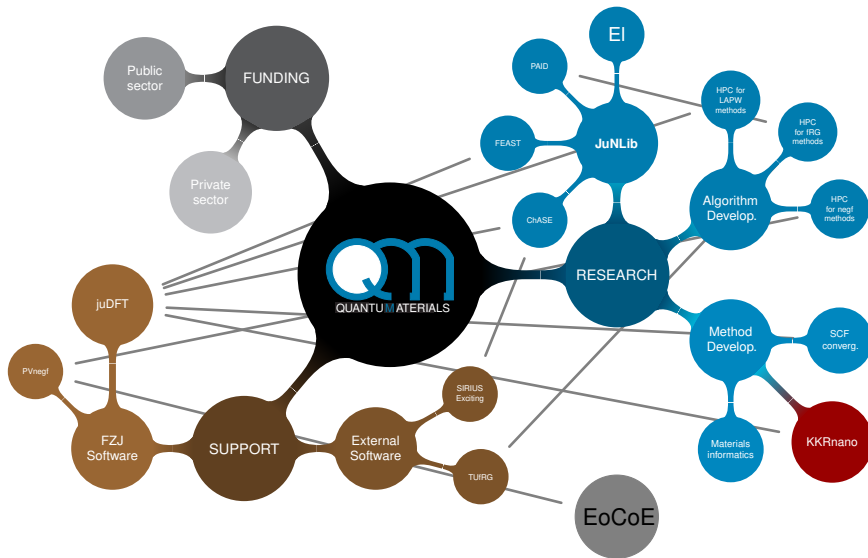 EI
Public
sector
FUNDING
PAID
HPC for
LAPW
methods
HPC
for fRG
methods
FEAST
JuNLib
Private
sector
Algorithm
Develop.
HPC
for negf
methods
ChASE
QM
QUANTUMATERIALS
RESEARCH
juDFT
Method
Develop.
SCF
converg.
PVnegf
SIRIUS
Exciting
FZJ
Software
SUPPORT
External
Software
Materials
informatics
KKRnano
TUfRG
EoCoE